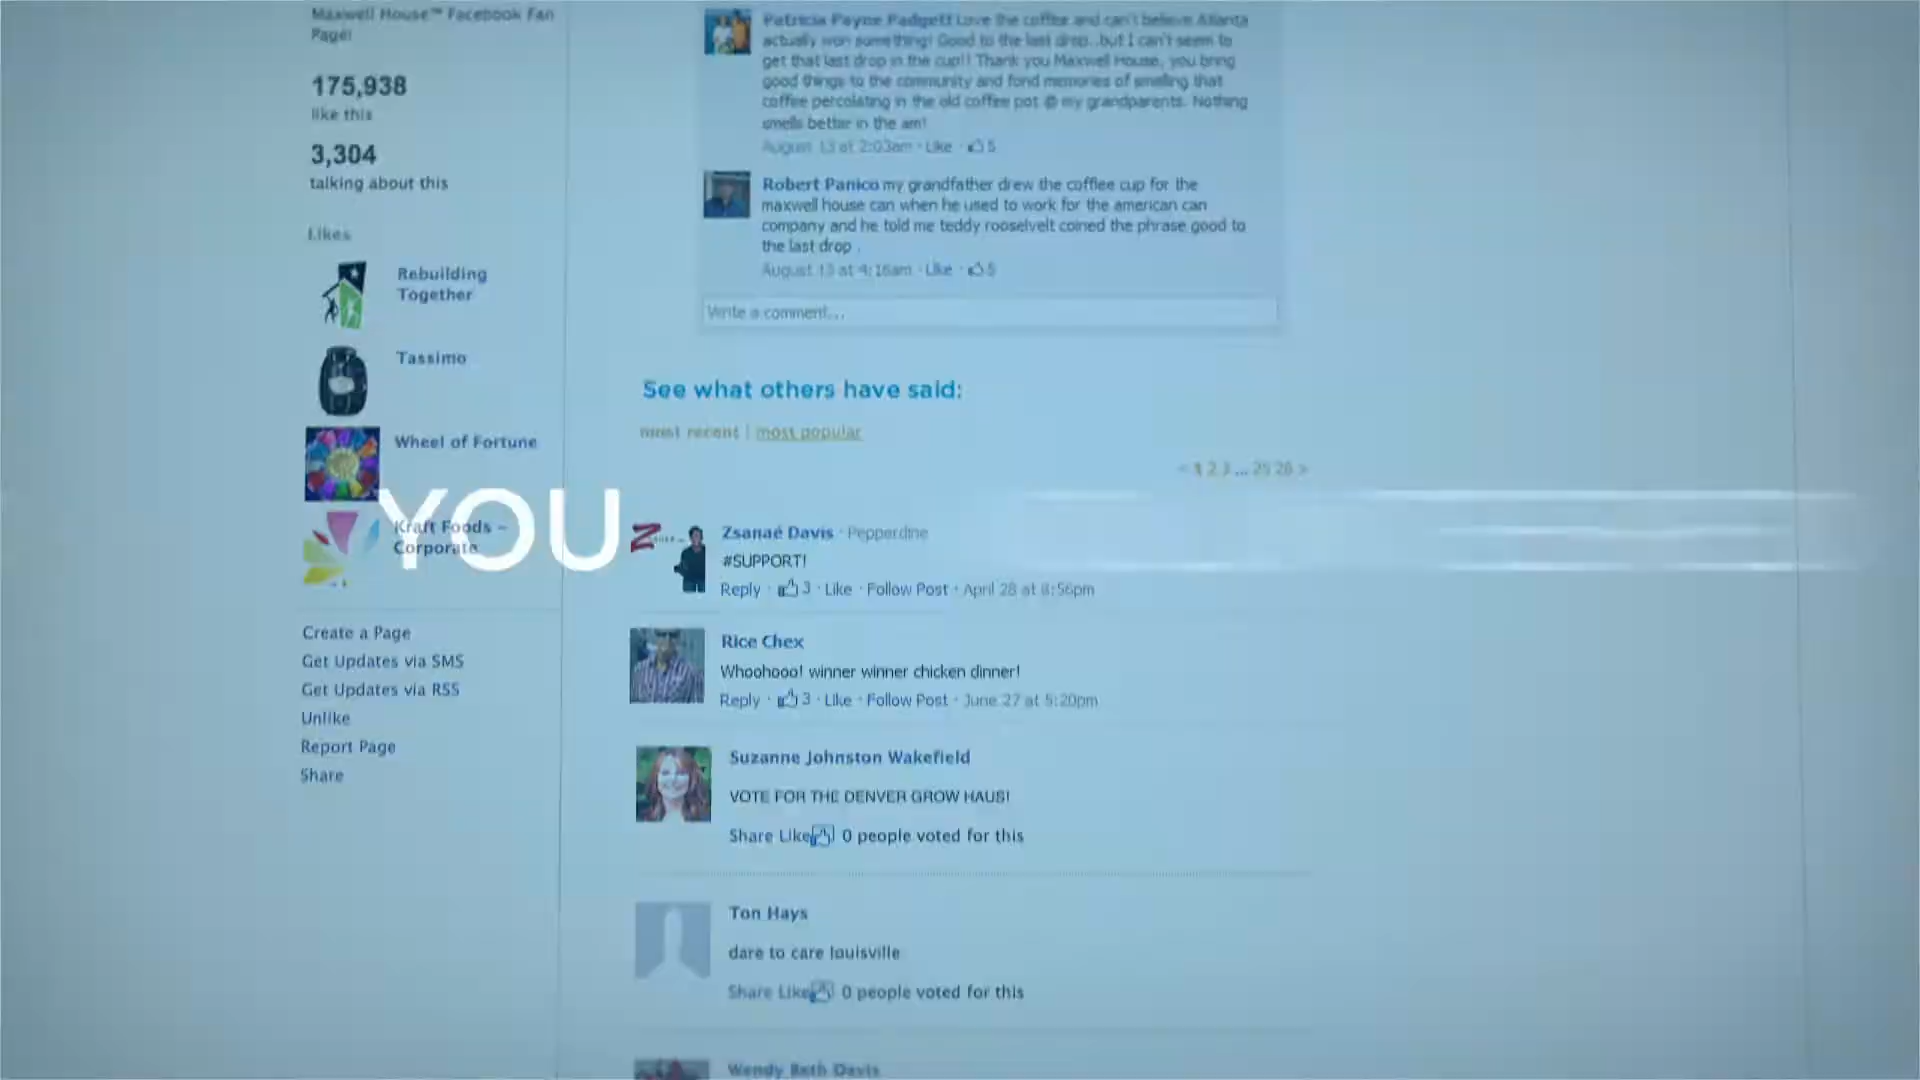 Maxwell House™ Facebook Fan
Page!
175,938
like this
3,304
talking about this
Likes
Rebuilding
Together
Tassimo
Wheel of Fortune
Kraft Foods –
Corporate
YOU
Create a Page
Get Updates via SMS
Get Updates via RSS
Unlike
Report Page
Share
Patricia Payne Padgett Love the coffee and can't believe Atlanta
actually won something! Good to the last drop...but I can't seem to
get that last drop in the cup!! Thank you Maxwell House, you bring
good things to the community and fond memories of smelling that
coffee percolating in the old coffee pot @ my grandparents. Nothing
smells better in the am!
August 13 at 2:03am · Like · 5
Robert Panico my grandfather drew the coffee cup for the
maxwell house can when he used to work for the american can
company and he told me teddy rooselvelt coined the phrase good to
the last drop .
August 13 at 4:16am · Like · 5
Write a comment...
See what others have said:
most recent | most popular
< 1 2 3 ... 25 26 >
Zsanaé Davis · Pepperdine
#SUPPORT!
Reply · 3 · Like · Follow Post · April 28 at 8:56pm
Rice Chex
Whoohooo! winner winner chicken dinner!
Reply · 3 · Like · Follow Post · June 27 at 5:20pm
Suzanne Johnston Wakefield
VOTE FOR THE DENVER GROW HAUS!
Share Like 0 people voted for this
Ton Hays
dare to care louisville
Share Like 0 people voted for this
Wendy Beth Davis